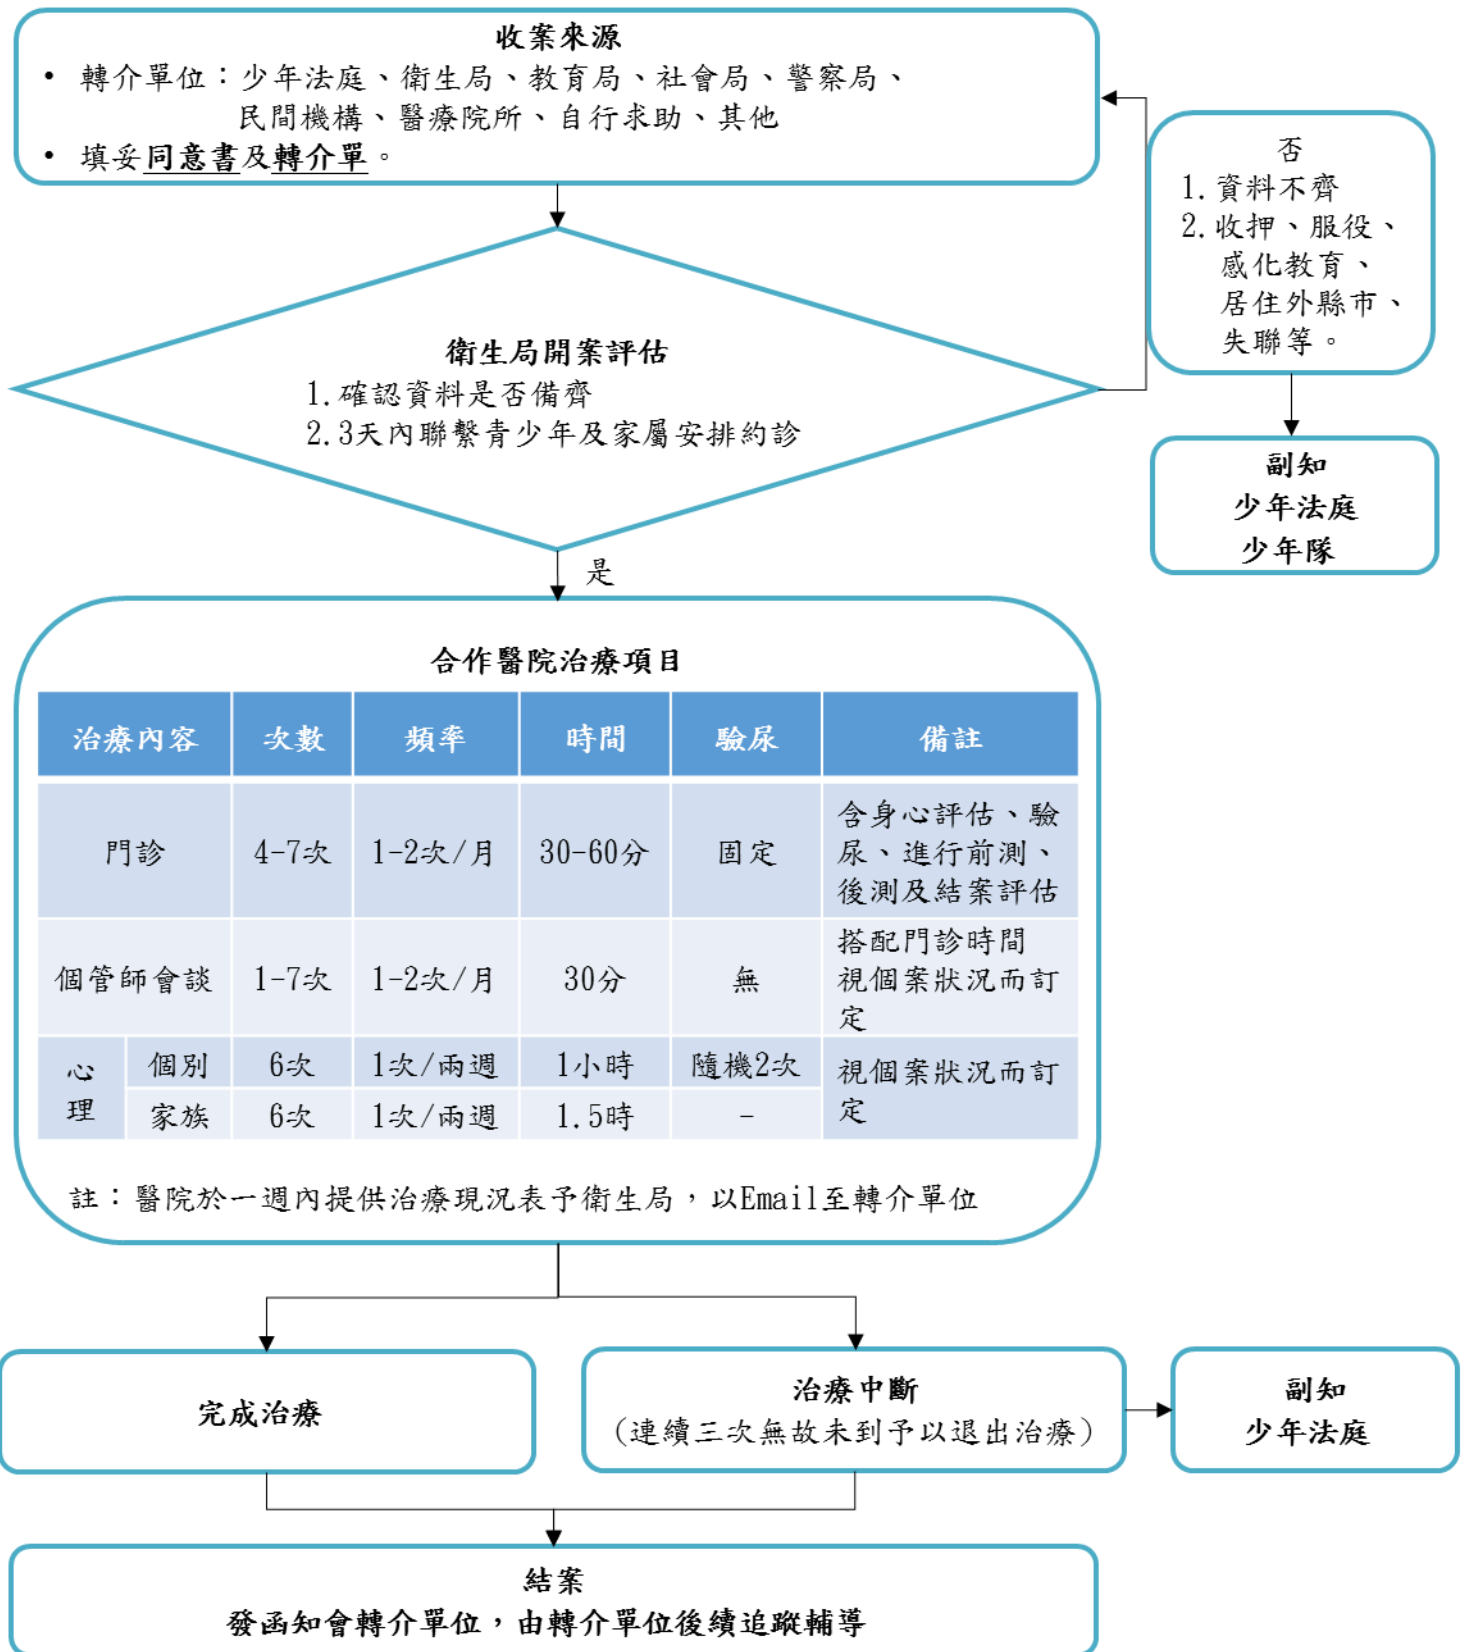 收案來源
• 轉介單位：少年法庭、衛生局、教育局、社會局、警察局、
民間機構、醫療院所、自行求助、其他
• 填妥同意書及轉介單。
否
1.資料不齊
2.收押、服役、
感化教育、
居住外縣市、
失聯等。
衛生局開案評估
1.確認資料是否備齊
2.3天內聯繫青少年及家屬安排約診
副知
少年法庭
少年隊
是
合作醫院治療項目
治療內容 次數 頻率 時間 驗尿 備註
門診 4-7次 1-2次/月 30-60分 固定 含身心評估、驗
尿、進行前測、
後測及結案評估
個管師會談 1-7次 1-2次/月 30分 無 搭配門診時間
視個案狀況而訂
定
心理 個別 6次 1次/兩週 1小時 隨機2次 視個案狀況而訂
定
家族 6次 1次/兩週 1.5時 -
註：醫院於一週內提供治療現況表予衛生局，以Email至轉介單位
完成治療
治療中斷
(連續三次無故未到予以退出治療)
副知
少年法庭
結案
發函知會轉介單位，由轉介單位後續追蹤輔導